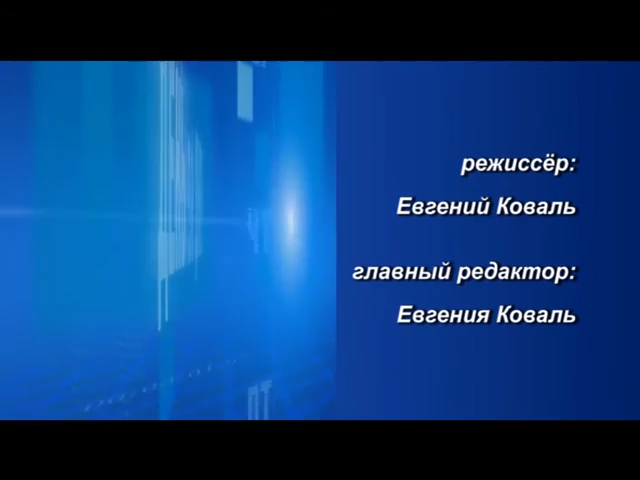 режиссёр:
Евгений Коваль
главный редактор:
Евгения Коваль